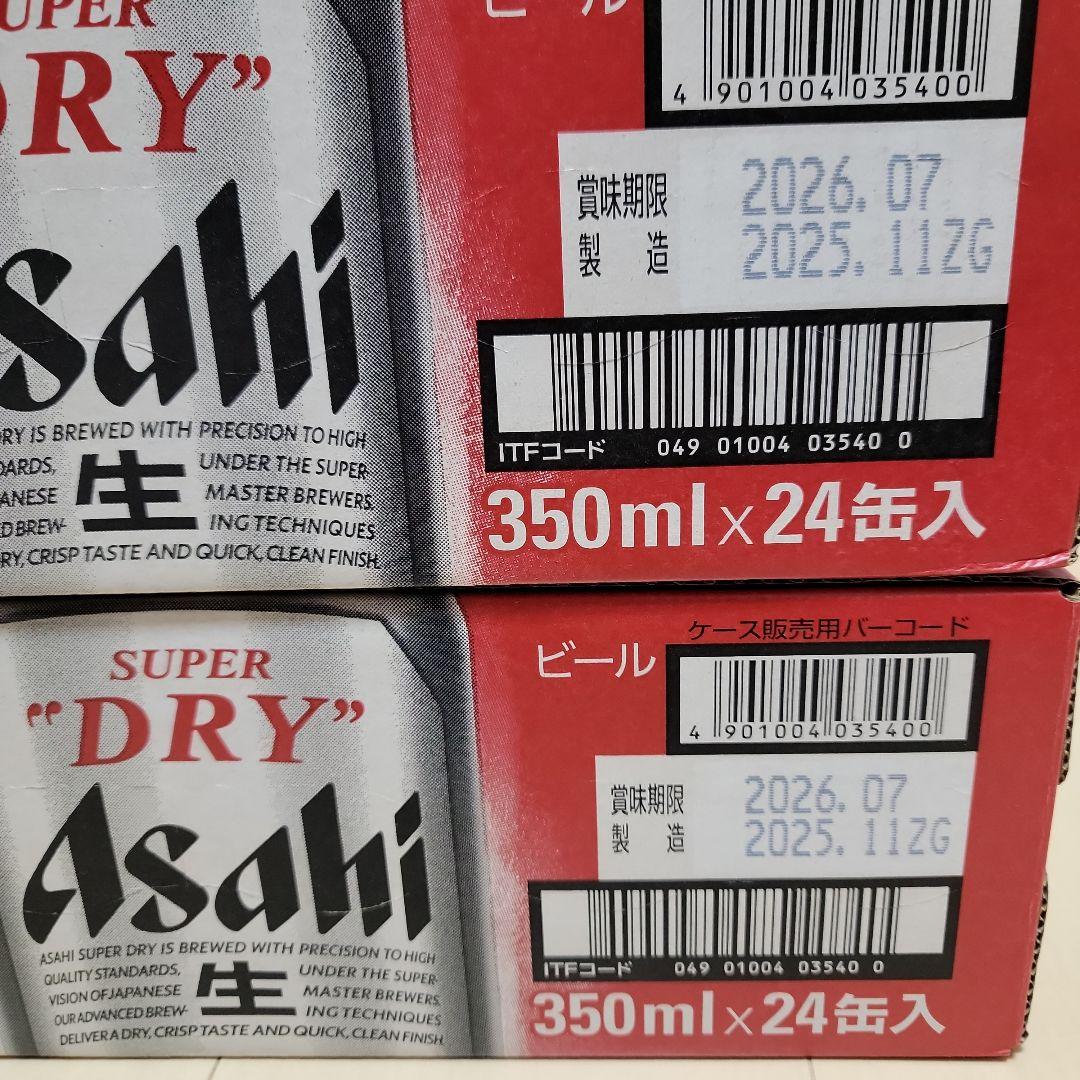 SUPER
DRY”
ビール
4 901004 035400
賞味期限 2026.07
製造 2025.11ZG
ITFコード 049 01004 03540 0
350ml×24缶入
Asahi
DRY IS BREWED WITH PRECISION TO HIGH
UNDER THE SUPER-
生
MASTER BREWERS.
ING TECHNIQUES
RY, CRISP TASTE AND QUICK, CLEAN FINISH.
SUPER
“DRY”
Asahi
ASAHI SUPER DRY IS BREWED WITH PRECISION TO HIGH
QUALITY STANDARDS, UNDER THE SUPER-
VISION OF JAPANESE 生 MASTER BREWERS.
OUR ADVANCED BREW- ING TECHNIQUES
DELIVER A DRY, CRISP TASTE AND QUICK, CLEAN FINISH.
ビール
ケース販売用バーコード
4 901004 035400
賞味期限 2026.07
製造 2025.11ZG
ITFコード 049 01004 03540 0
350ml×24缶入